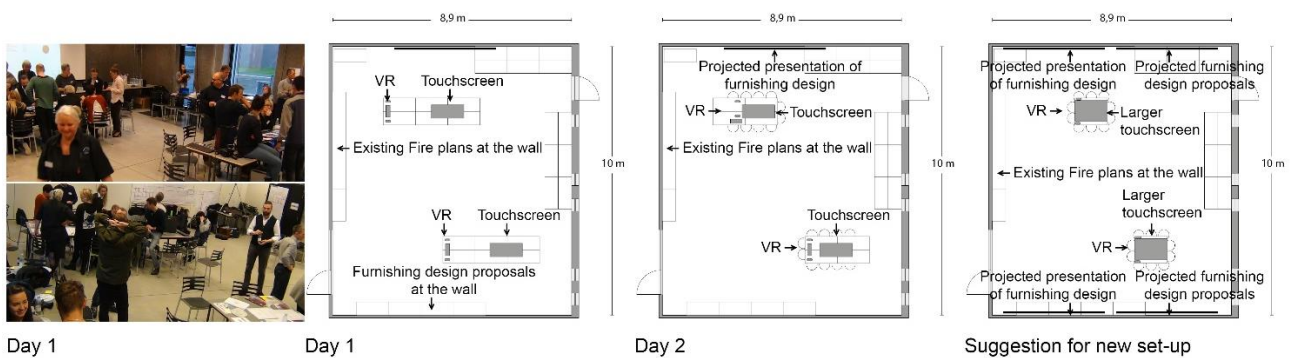 8,9 m
8,9 m
8,9 m
VR
Touchscreen
Existing Fire plans at the wall
VR
Touchscreen
Furnishing design proposals
at the wall
10 m
Projected presentation of
furnishing design
VR
Touchscreen
Existing Fire plans at the wall
Touchscreen
VR
10 m
Projected presentation
of furnishing design
Projected furnishing
design proposals
VR
Larger
touchscreen
Existing Fire plans at the wall
Larger
touchscreen
VR
Projected presentation
of furnishing design
Projected furnishing
design proposals
10 m
Day 1
Day 1
Day 2
Suggestion for new set-up